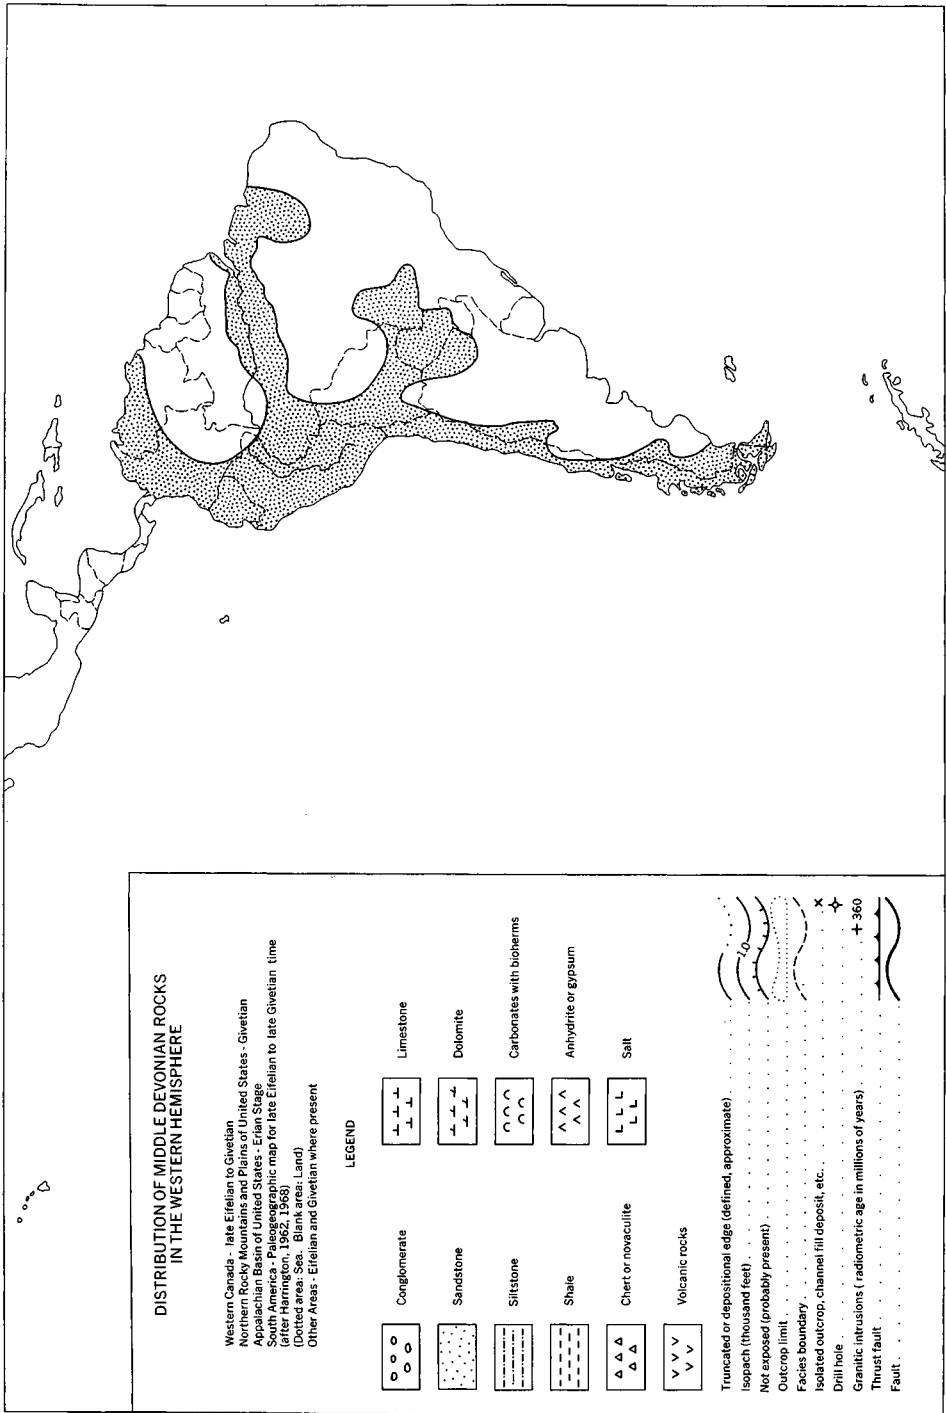 DISTRIBUTION OF MIDDLE DEVONIAN ROCKS
IN THE WESTERN HEMISPHERE
Western Canada - late Eifelian to Givetian
Northern Rocky Mountains and Plains of United States - Givetian
Appalachian Basin of United States - Erian Stage
South America - Paleogeographic map for late Eifelian to late Givetian time
(after Harrington, 1962, 1968)
(Dotted area: Sea. Blank area: Land)
Other Areas - Eifelian and Givetian where present
LEGEND
Conglomerate
Sandstone
Siltstone
Shale
Chert or novaculite
Volcanic rocks
Limestone
Dolomite
Carbonates with bioherms
Anhydrite or gypsum
Salt
Truncated or depositional edge (defined, approximate)
Isopach (thousand feet) 1.0
Not exposed (probably present)
Outcrop limit
Facies boundary
Isolated outcrop, channel fill deposit, etc. x
Drill hole
Granitic intrusions ( radiometric age in millions of years) + 360
Thrust fault
Fault